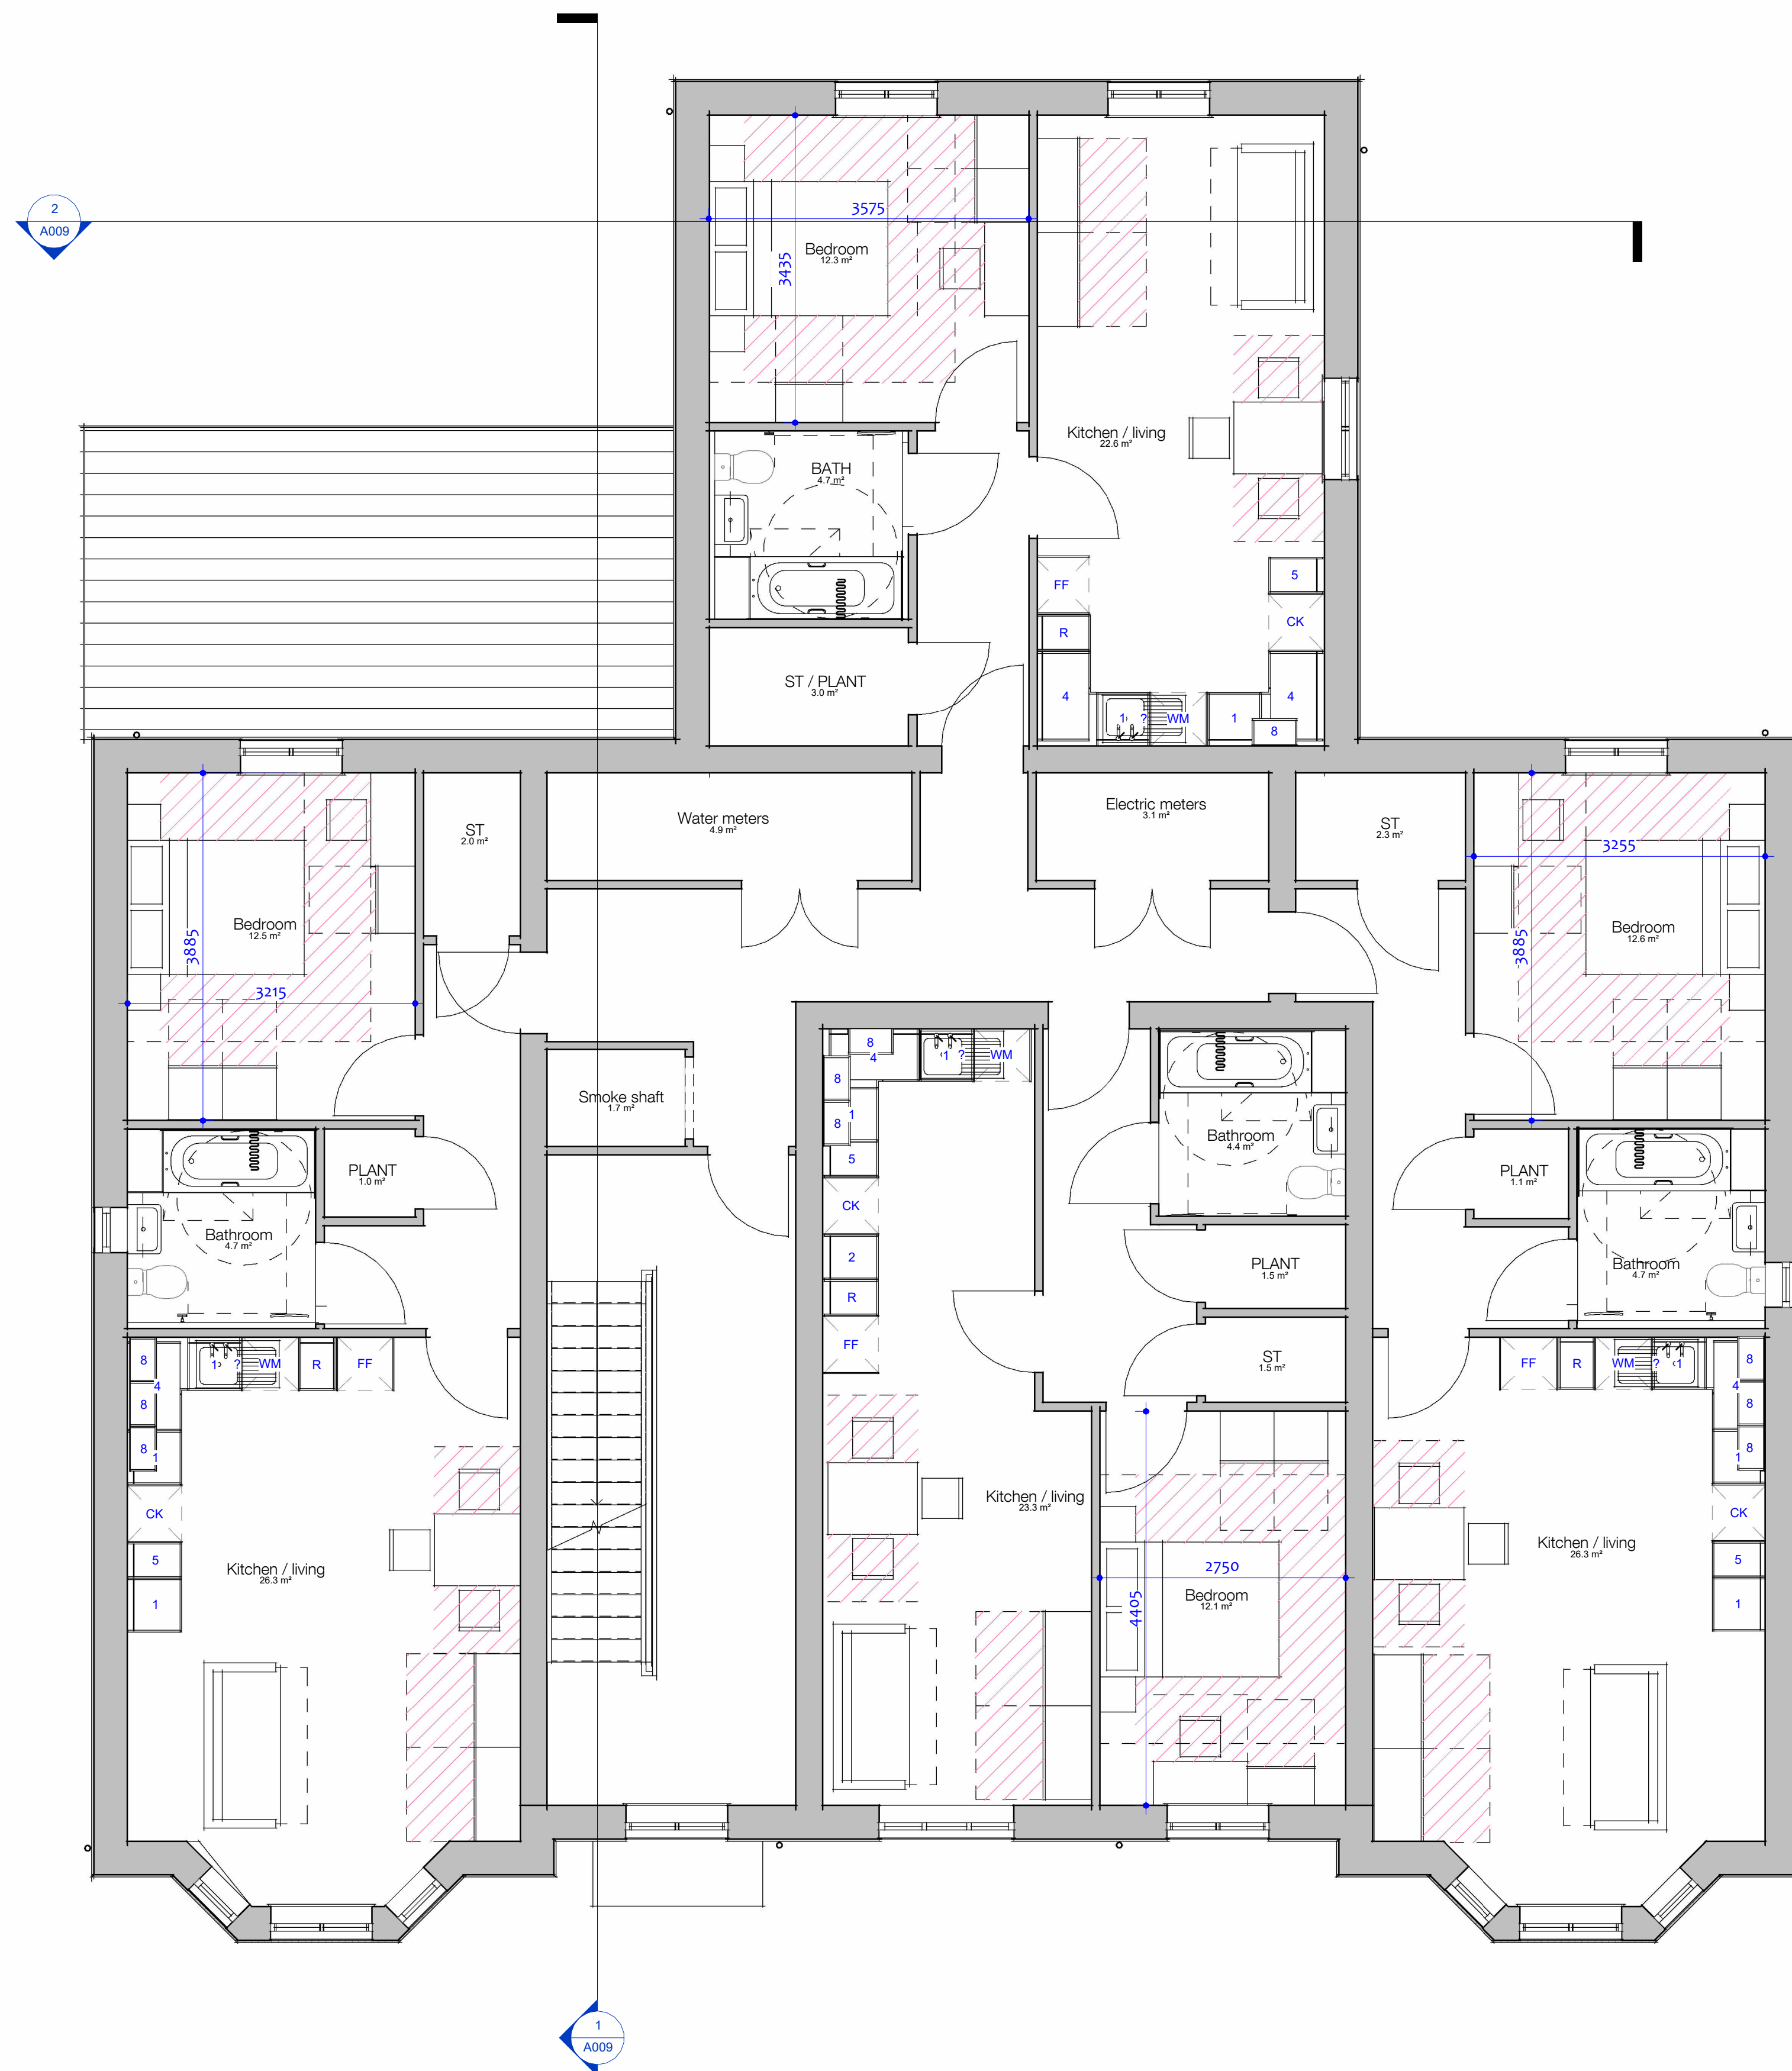 2
A009
3575
Bedroom
12.3 m²
3435
Kitchen / living
22.6 m²
BATH
4.7 m²
FF
R
4
1
?
WM
1
8
4
CK
5
ST / PLANT
3.0 m²
Water meters
4.9 m²
Electric meters
3.1 m²
ST
2.0 m²
ST
2.3 m²
Bedroom
12.5 m²
3885
3215
3255
Bedroom
12.6 m²
3885
Smoke shaft
1.7 m²
8
4
1
?
WM
8
1
8
5
CK
2
R
FF
Bathroom
4.4 m²
PLANT
1.0 m²
PLANT
1.1 m²
Bathroom
4.7 m²
PLANT
1.5 m²
Bathroom
4.7 m²
ST
1.5 m²
8
4
8
8
1
1
?
WM
R
FF
CK
5
1
Kitchen / living
26.3 m²
Kitchen / living
23.3 m²
2750
4405
Bedroom
12.1 m²
FF
R
WM
?
1
8
4
8
8
1
CK
5
1
Kitchen / living
26.3 m²
1
A009